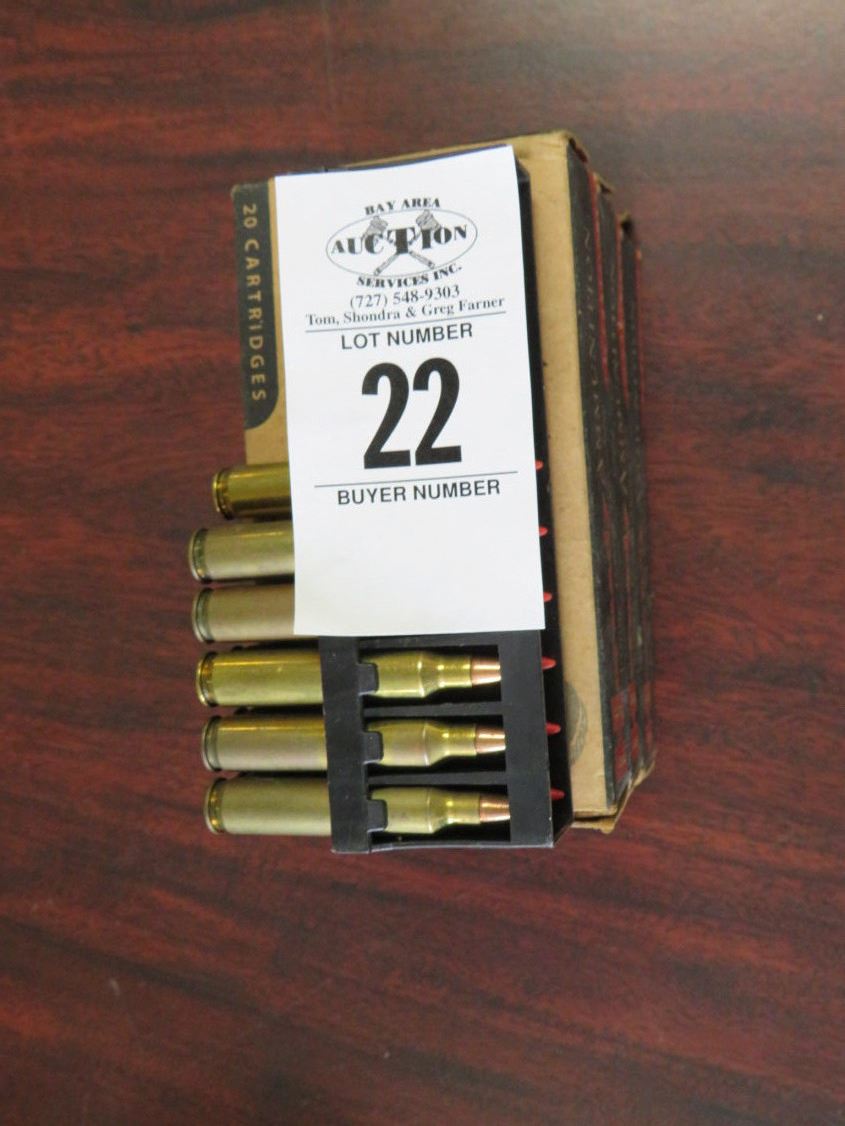 20 CARTRIDGES
BAY AREA
AUCTION
SERVICES INC.
(727) 548-9303
Tom, Shondra & Greg Farner
LOT NUMBER
22
BUYER NUMBER
AMMUNITION